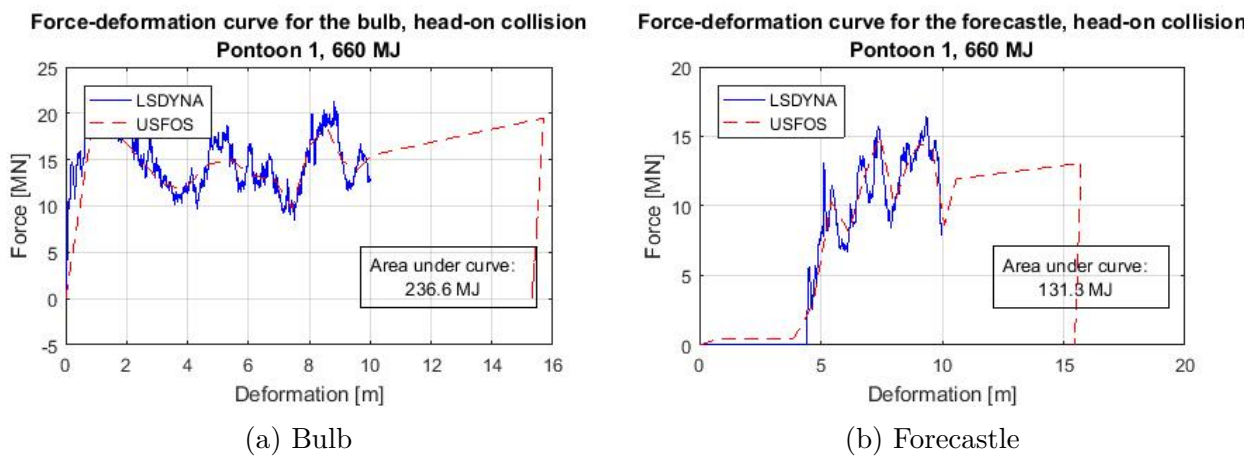 Force-deformation curve for the bulb, head-on collision
Pontoon 1, 660 MJ
25
20
15
10
5
0
-5
Force [MN]
LSDYNA
USFOS
Area under curve:
236.6 MJ
0 2 4 6 8 10 12 14 16
Deformation [m]
(a) Bulb
Force-deformation curve for the forecastle, head-on collision
Pontoon 1, 660 MJ
20
15
10
5
0
Force [MN]
LSDYNA
USFOS
Area under curve:
131.3 MJ
0 5 10 15 20
Deformation [m]
(b) Forecastle